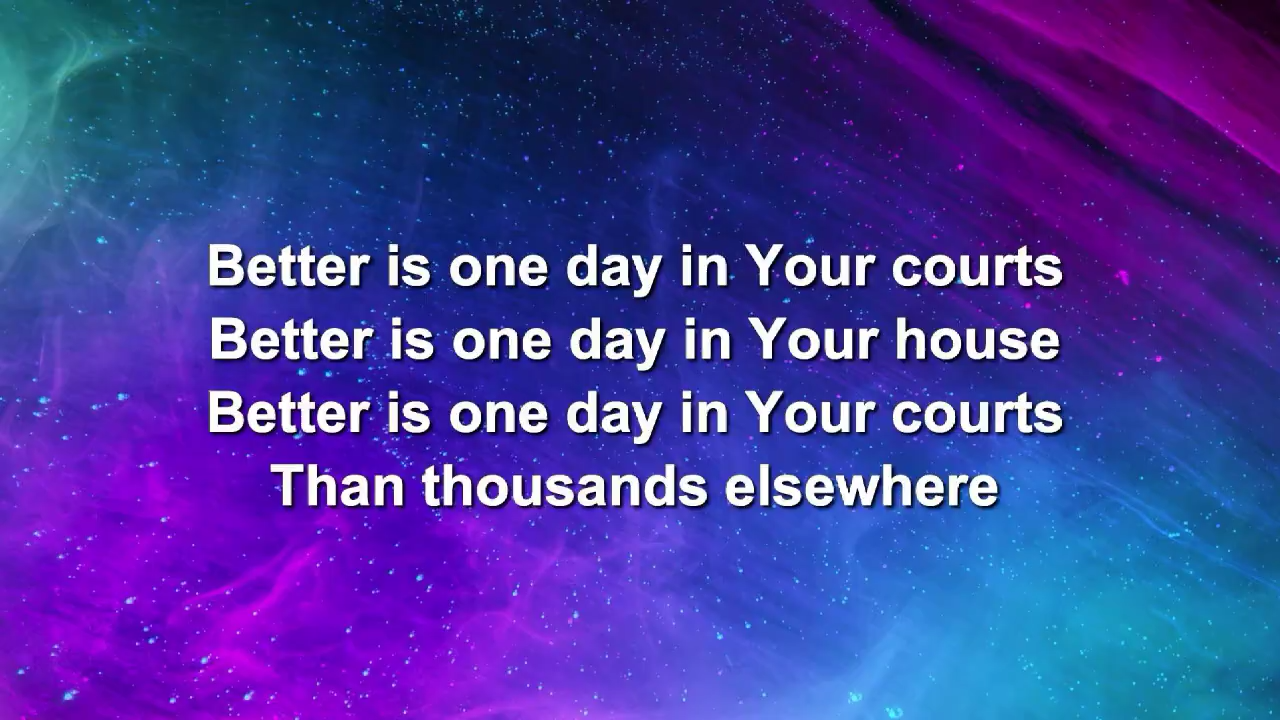 Better is one day in Your courts
Better is one day in Your house
Better is one day in Your courts
Than thousands elsewhere